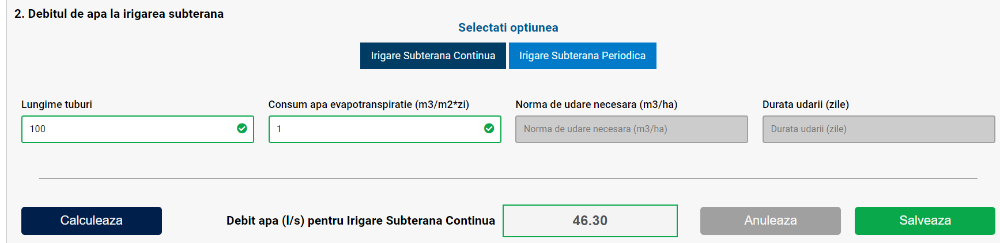 2. Debitul de apa la irigarea subterana
Selectati optiunea
Irigare Subterana Continua
Irigare Subterana Periodica
Lungime tuburi
Consum apa evapotranspiratie (m3/m2*zi)
Norma de udare necesara (m3/ha)
Durata udarii (zile)
100
1
Norma de udare necesara (m3/ha)
Durata udarii (zile)
Calculeaza
Debit apa (l/s) pentru Irigare Subterana Continua
46.30
Anuleaza
Salveaza